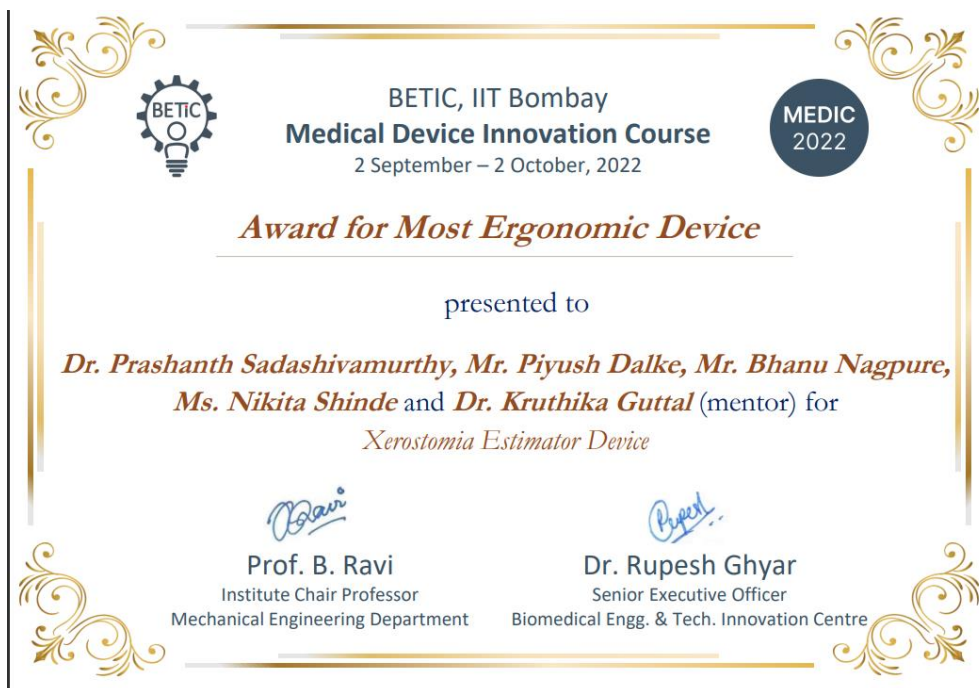 BETiC
BETIC, IIT Bombay
Medical Device Innovation Course
2 September – 2 October, 2022
MEDIC
2022
Award for Most Ergonomic Device
presented to
Dr. Prashanth Sadashivamurthy, Mr. Piyush Dalke, Mr. Bhanu Nagpure,
Ms. Nikita Shinde and Dr. Kruthika Guttal (mentor) for
Xerostomia Estimator Device
BRavi
Rupesh
Prof. B. Ravi
Institute Chair Professor
Mechanical Engineering Department
Dr. Rupesh Ghyar
Senior Executive Officer
Biomedical Engg. & Tech. Innovation Centre